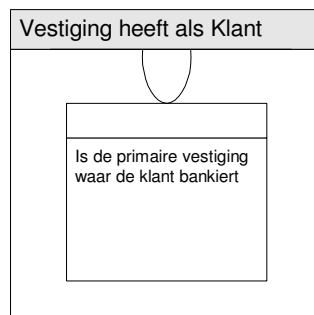 Vestiging heeft als Klant
Is de primaire vestiging
waar de klant bankiert